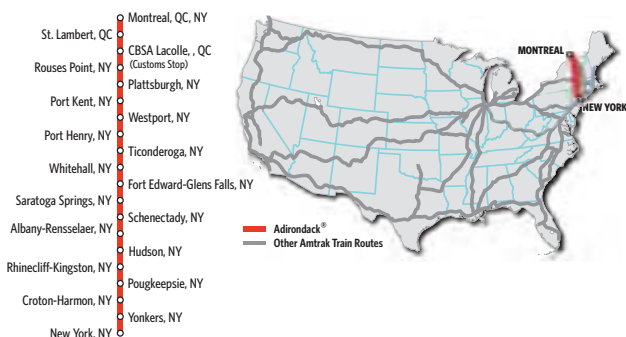 Montreal, QC, NY
St. Lambert, QC
CBSA Lacolle, , QC
(Customs Stop)
Rouses Point, NY
Plattsburgh, NY
Port Kent, NY
Westport, NY
Port Henry, NY
Ticonderoga, NY
Whitehall, NY
Fort Edward-Glens Falls, NY
Saratoga Springs, NY
Schenectady, NY
Albany-Rensselaer, NY
Hudson, NY
Rhinecliff-Kingston, NY
Pougkeepsie, NY
Croton-Harmon, NY
Yonkers, NY
New York, NY
MONTREAL
NEW YORK
Adirondack®
Other Amtrak Train Routes